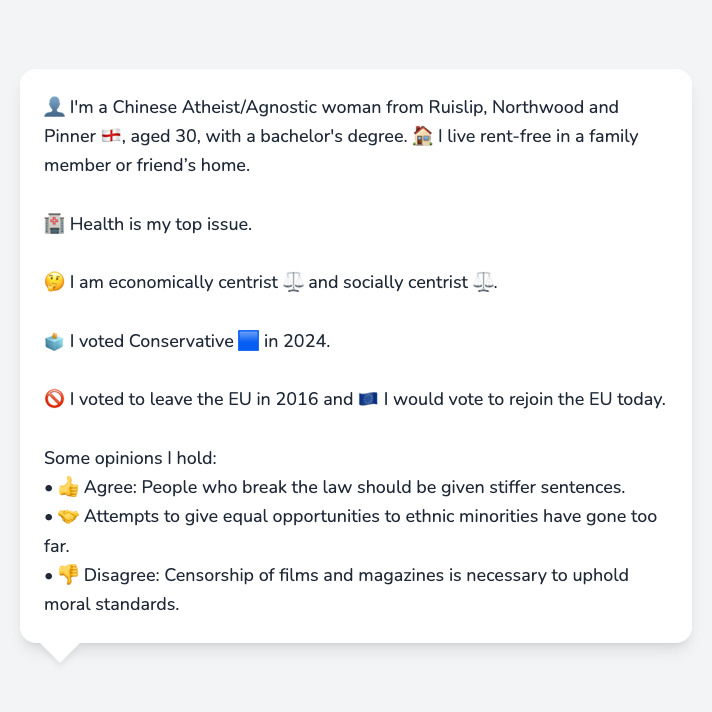 👤 I'm a Chinese Atheist/Agnostic woman from Ruislip, Northwood and
Pinner 🏴󠁧󠁢󠁥󠁮󠁧󠁿, aged 30, with a bachelor's degree. 🏠 I live rent-free in a family
member or friend’s home.
🏥 Health is my top issue.
🤔 I am economically centrist ⚖️ and socially centrist ⚖️.
🗳️ I voted Conservative 🟦 in 2024.
🚫 I voted to leave the EU in 2016 and 🇪🇺 I would vote to rejoin the EU today.
Some opinions I hold:
• 👍 Agree: People who break the law should be given stiffer sentences.
• 🤝 Attempts to give equal opportunities to ethnic minorities have gone too
far.
• 👎 Disagree: Censorship of films and magazines is necessary to uphold
moral standards.